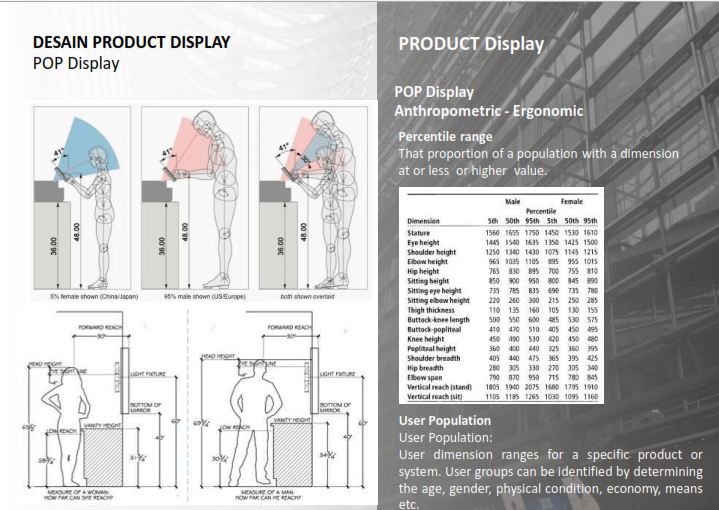 DESAIN PRODUCT DISPLAY
POP Display
41°
36.00
48.00
5% female shown (China/Japan)
41°
36.00
48.00
95% male shown (US/Europe)
41°
30°
36.00
48.00
both shown overlaid
FORWARD REACH
30"
HEAD HEIGHT
EYE SIGHT LINE
LIGHT FIXTURE
BOTTOM OF
MIRROR
LOW REACH
VANITY HEIGHT
MEASURE OF A WOMAN:
HOW FAR CAN SHE REACH?
FORWARD REACH
30"
HEAD HEIGHT
EYE SIGHT LINE
LIGHT FIXTURE
BOTTOM OF
MIRROR
LOW REACH
VANITY HEIGHT
MEASURE OF A MAN:
HOW FAR CAN HE REACH?
PRODUCT Display
POP Display
Anthropometric - Ergonomic
Percentile range
That proportion of a population with a dimension
at or less or higher value.
Male Female
Percentile
Dimension 5th 50th 95th 5th 50th 95th
Stature 1560 1655 1750 1450 1530 1610
Eye height 1445 1540 1635 1350 1425 1500
Shoulder height 1250 1340 1430 1075 1145 1215
Elbow height 965 1035 1105 895 955 1015
Hip height 765 830 895 700 755 810
Sitting height 850 900 950 800 845 890
Sitting eye height 735 785 835 690 735 780
Sitting elbow height 220 260 300 215 250 285
Thigh thickness 110 135 160 105 130 155
Buttock-knee length 500 550 600 485 530 575
Buttock-popliteal 410 470 510 405 450 495
Knee height 450 490 530 420 450 480
Popliteal height 360 400 440 325 360 395
Shoulder breadth 405 440 475 365 395 425
Hip breadth 280 305 330 270 305 340
Elbow span 790 870 950 715 780 845
Vertical reach (stand) 1805 1940 2075 1680 1795 1910
Vertical reach (sit) 1105 1185 1265 1030 1095 1160
User Population
User Population:
User dimension ranges for a specific product or
system. User groups can be identified by determining
the age, gender, physical condition, economy, means
etc.